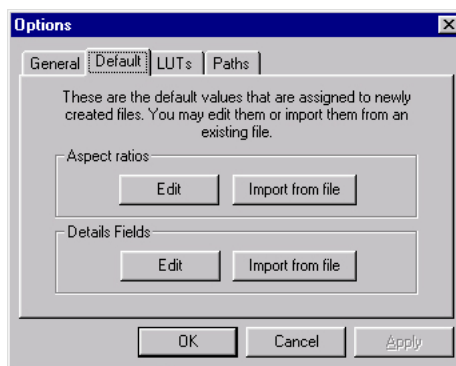 Options
General Default LUTs Paths
These are the default values that are assigned to newly
created files. You may edit them or import them from an
existing file.
Aspect ratios
Edit Import from file
Details Fields
Edit Import from file
OK Cancel Apply